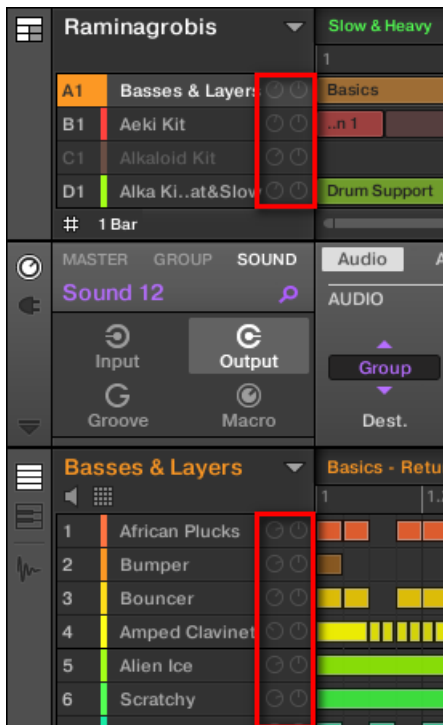 Raminagrobis
Slow & Heavy
1
A1 Basses & Layers Basics
B1 Aeki Kit ..n 1
C1 Alkaloid Kit
D1 Alka Ki..at&Slow Drum Support
1 Bar
MASTER GROUP SOUND Audio
Sound 12 AUDIO
Input Output Group
Groove Macro Dest.
Basses & Layers Basics - Retu
1 1.2
1 African Plucks
2 Bumper
3 Bouncer
4 Amped Clavinet
5 Alien Ice
6 Scratchy